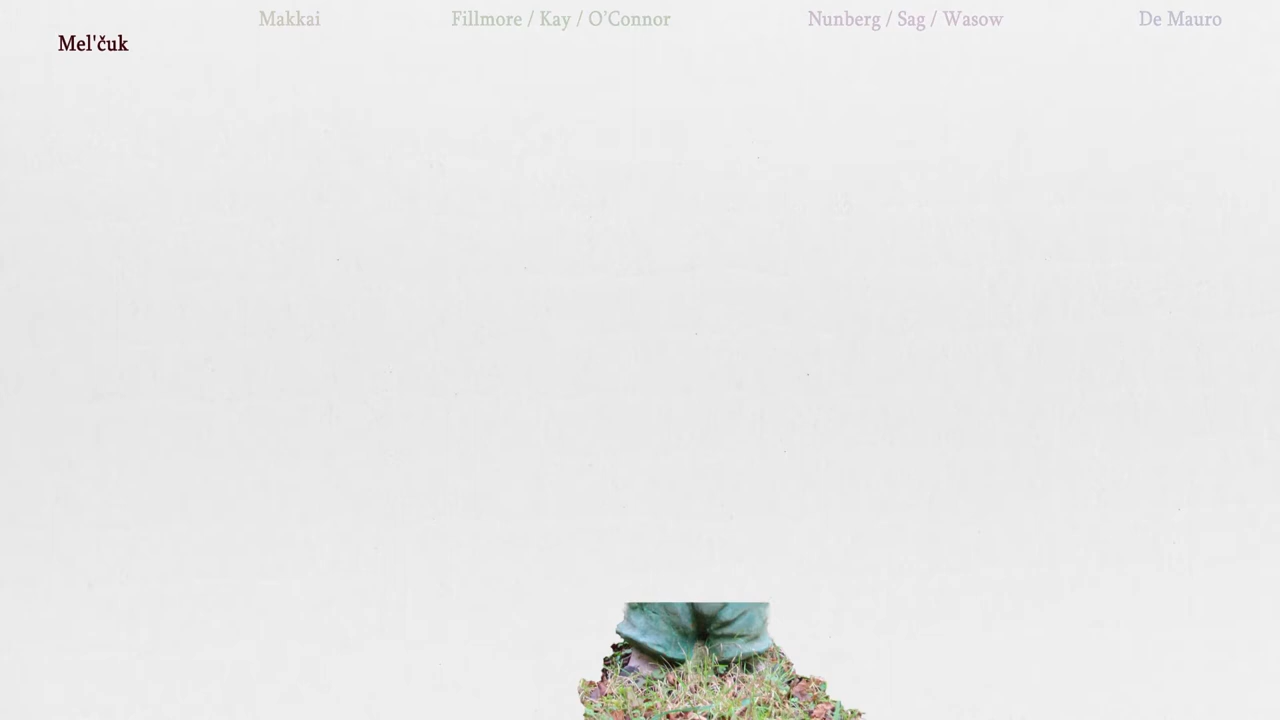 Makkai Fillmore / Kay / O’Connor Nunberg / Sag / Wasow De Mauro
Mel'čuk